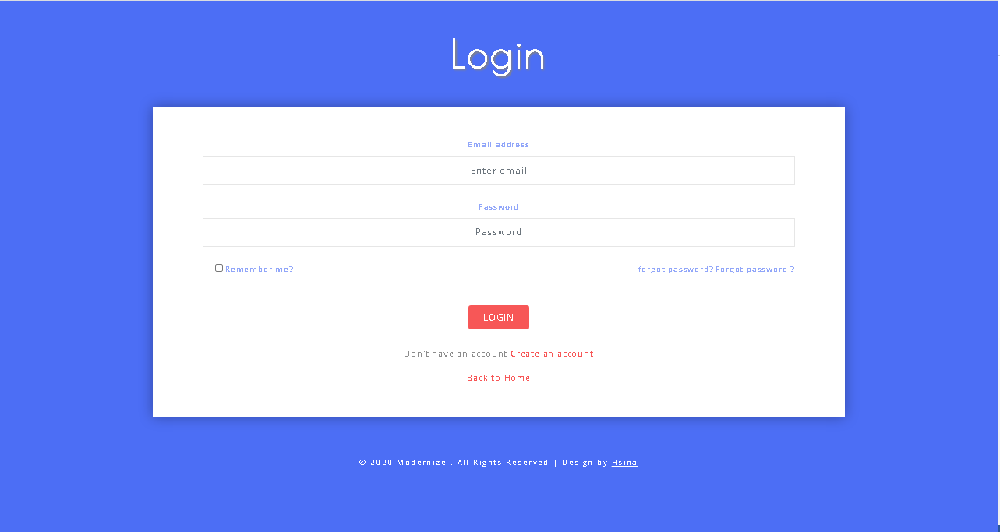 Login
Email address
Enter email
Password
Password
Remember me? forgot password? Forgot password ?
LOGIN
Don't have an account Create an account
Back to Home
© 2020 Modernize . All Rights Reserved | Design by Hsina